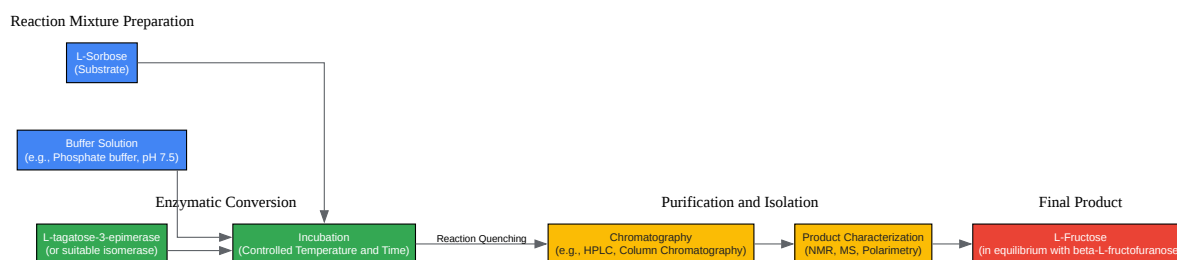 Reaction Mixture Preparation
L-Sorbose
(Substrate)
Buffer Solution
(e.g., Phosphate buffer, pH 7.5)
Enzymatic Conversion
L-tagatose-3-epimerase
(or suitable isomerase)
Incubation
(Controlled Temperature and Time)
Reaction Quenching
Purification and Isolation
Chromatography
(e.g., HPLC, Column Chromatography)
Product Characterization
(NMR, MS, Polarimetry)
Final Product
L-Fructose
(in equilibrium with beta-L-fructofuranose